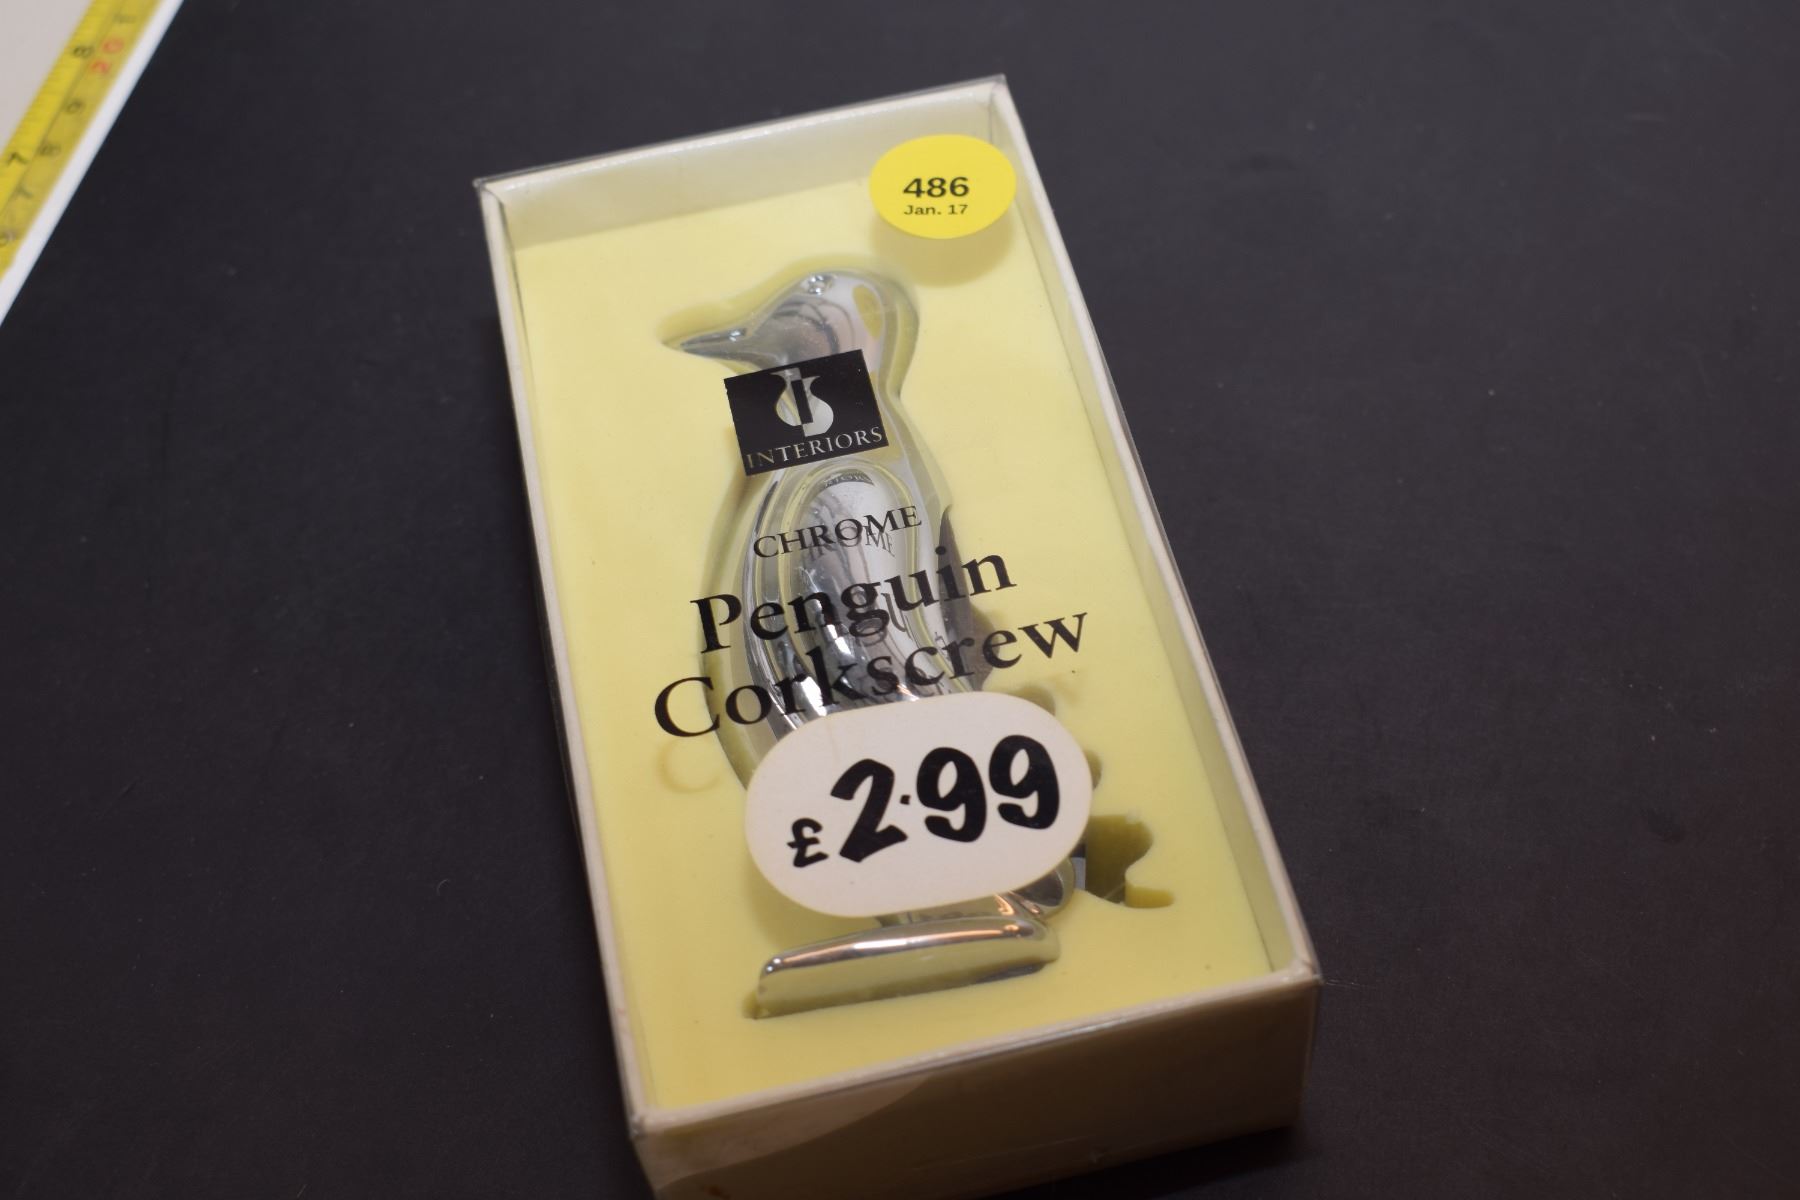 486
Jan. 17
INTERIORS
CHROME
Penguin
Corkscrew
£2.99